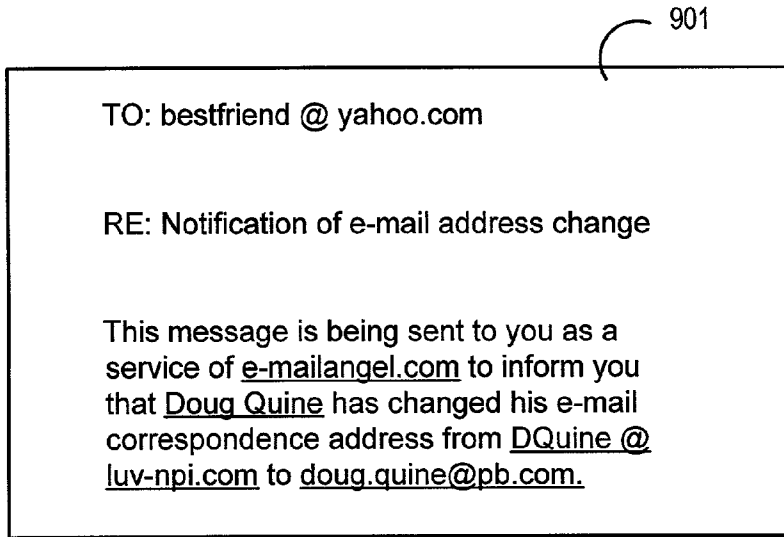 901
TO: bestfriend @ yahoo.com
RE: Notification of e-mail address change
This message is being sent to you as a
service of e-mailangel.com to inform you
that Doug Quine has changed his e-mail
correspondence address from DQuine @
luv-npi.com to doug.quine@pb.com.